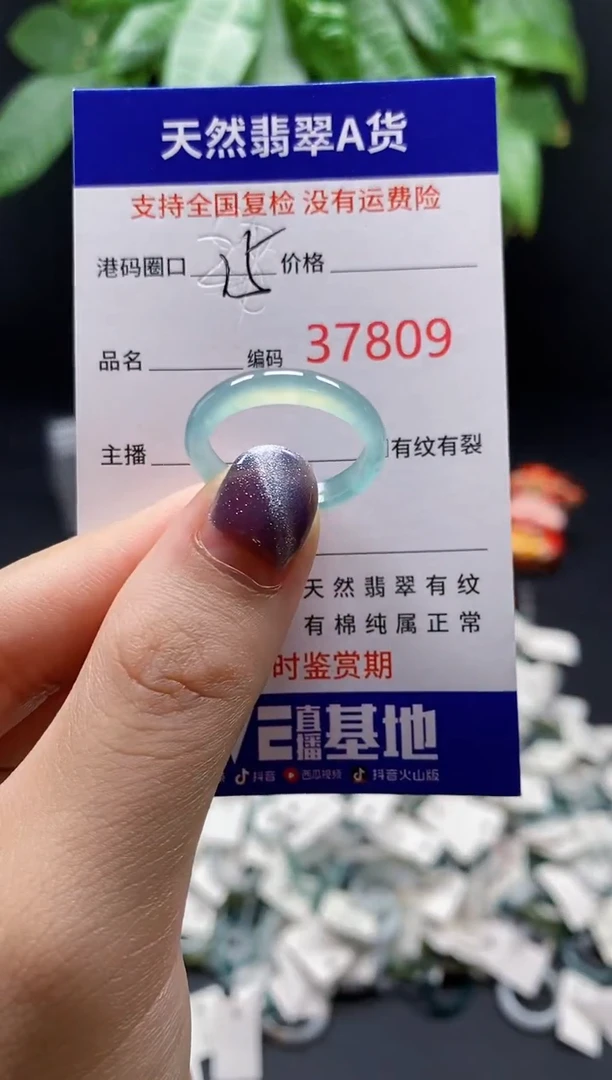 天然翡翠A货
支持全国复检 没有运费险
港码圈口 15 价格
品名 编码 37809
主播 有纹有裂
天然翡翠有纹
有棉纯属正常
时鉴赏期
VE直播基地
抖音 西瓜视频 抖音火山版